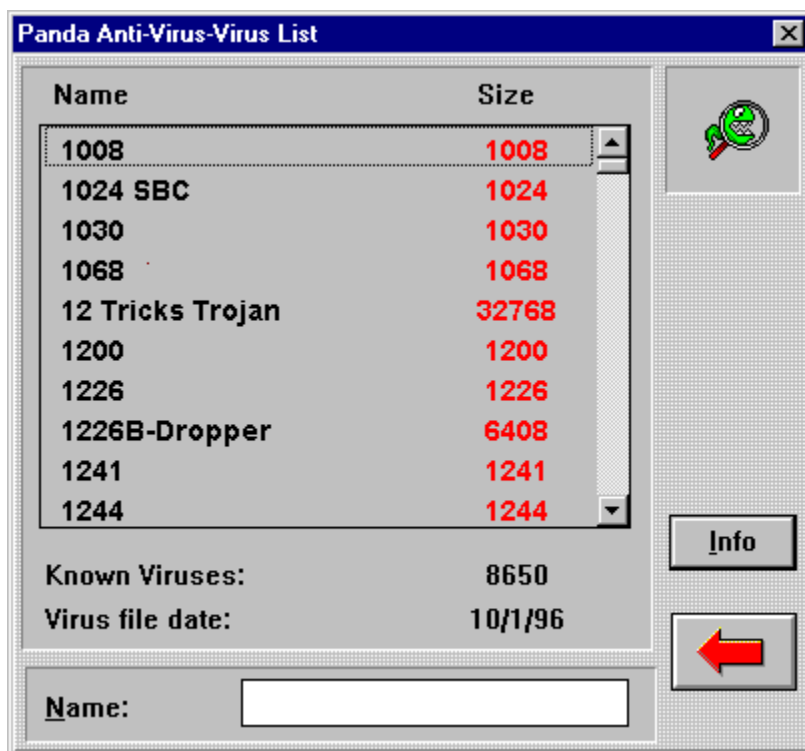 Panda Anti-Virus-Virus List
Name Size
1008 1008
1024 SBC 1024
1030 1030
1068 1068
12 Tricks Trojan 32768
1200 1200
1226 1226
1226B-Dropper 6408
1241 1241
1244 1244
Info
Known Viruses: 8650
Virus file date: 10/1/96
Name: